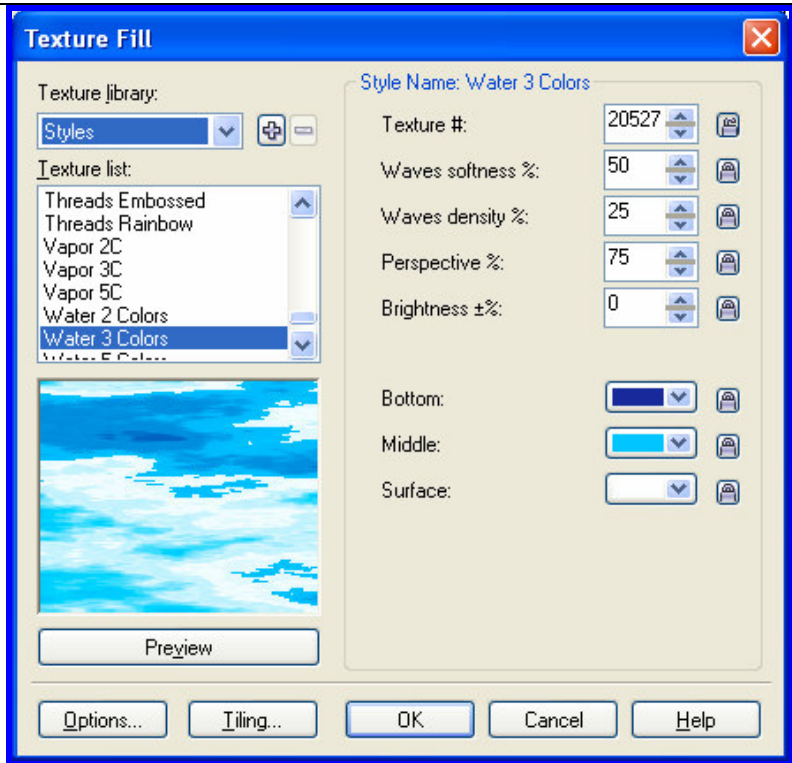 Texture Fill
Texture library:
Styles
Texture list:
Threads Embossed
Threads Rainbow
Vapor 2C
Vapor 3C
Vapor 5C
Water 2 Colors
Water 3 Colors
Preview
Style Name: Water 3 Colors
Texture #: 20527
Waves softness %: 50
Waves density %: 25
Perspective %: 75
Brightness ±%: 0
Bottom:
Middle:
Surface:
Options... Tiling... OK Cancel Help